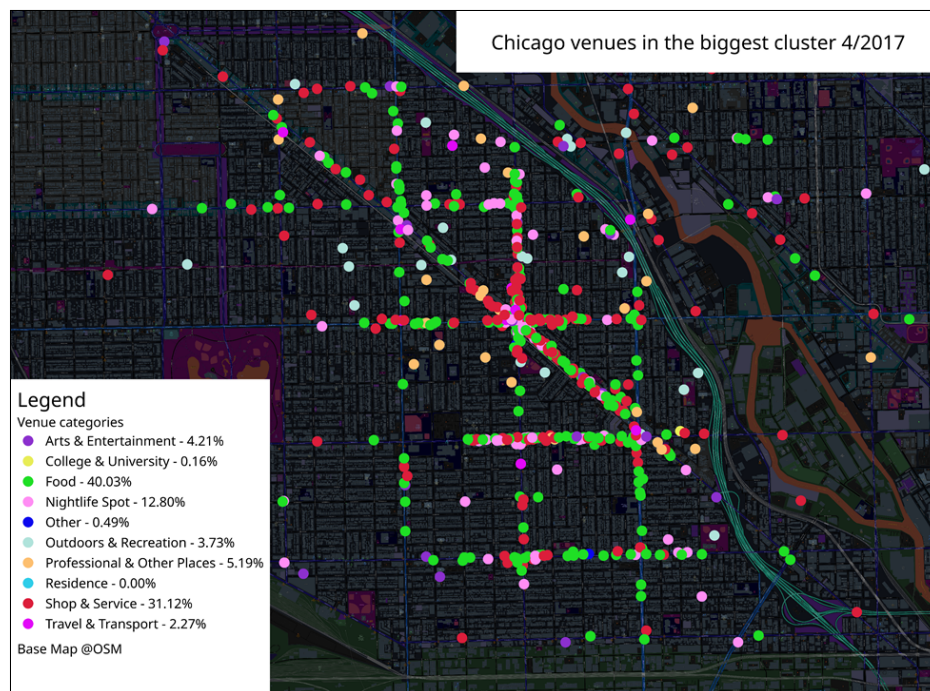 Chicago venues in the biggest cluster 4/2017
Legend
Venue categories
Arts & Entertainment - 4.21%
College & University - 0.16%
Food - 40.03%
Nightlife Spot - 12.80%
Other - 0.49%
Outdoors & Recreation - 3.73%
Professional & Other Places - 5.19%
Residence - 0.00%
Shop & Service - 31.12%
Travel & Transport - 2.27%
Base Map @OSM